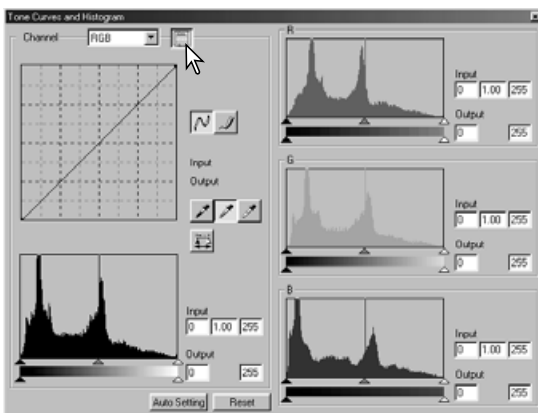 Tone Curves and Histogram
Channel
RGB
Input
Output
Input
0 1.00 255
Output
0 255
Auto Setting
Reset
R
Input
0 1.00 255
Output
0 255
G
Input
0 1.00 255
Output
0 255
B
Input
0 1.00 255
Output
0 255